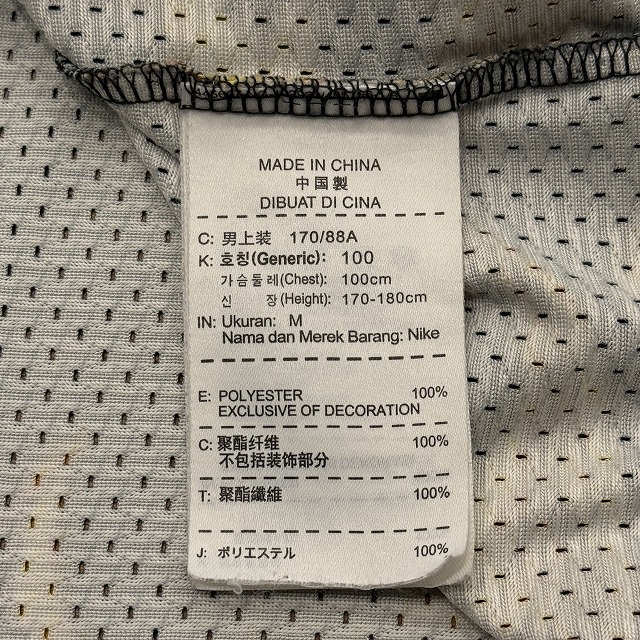 MADE IN CHINA
中国製
DIBUAT DI CINA
C: 男上装 170/88A
K: 호칭(Generic): 100
가슴둘레(Chest): 100cm
신 장(Height): 170-180cm
IN: Ukuran: M
Nama dan Merek Barang: Nike
E: POLYESTER 100%
EXCLUSIVE OF DECORATION
C: 聚酯纤维 100%
不包括装饰部分
T: 聚酯纖維 100%
J: ポリエステル 100%